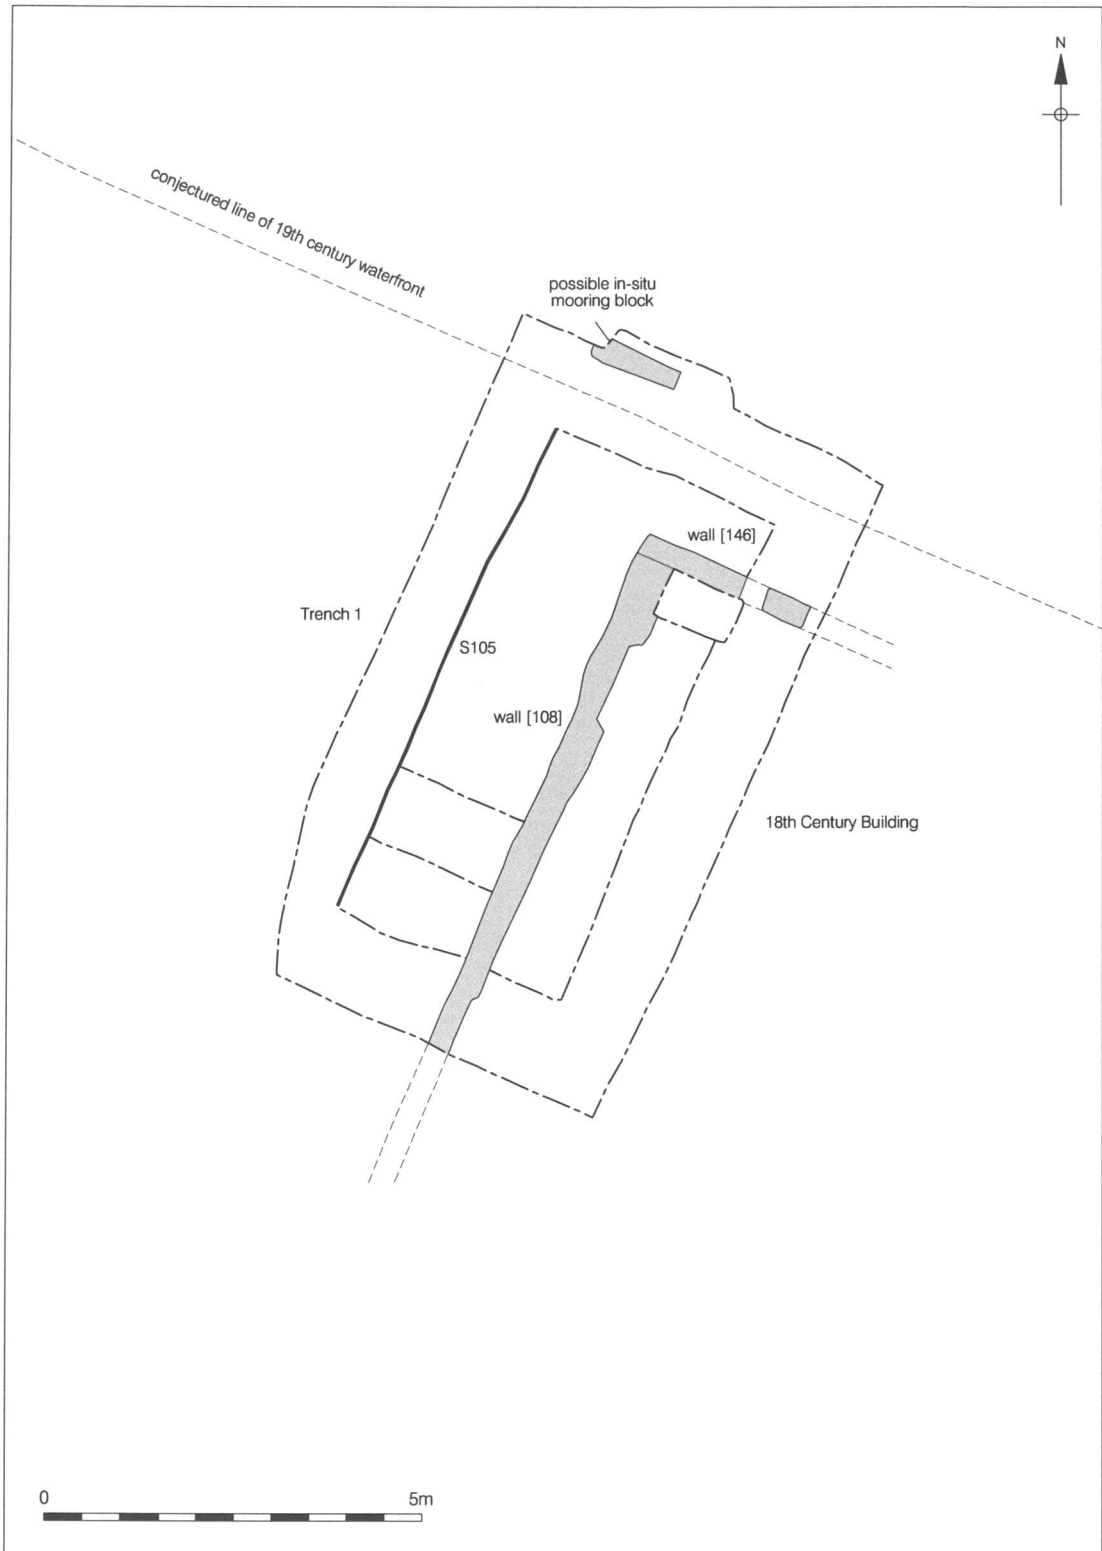 N
conjectured line of 19th century waterfront
possible in-situ
mooring block
wall [146]
Trench 1
S105
wall [108]
18th Century Building
0 5m